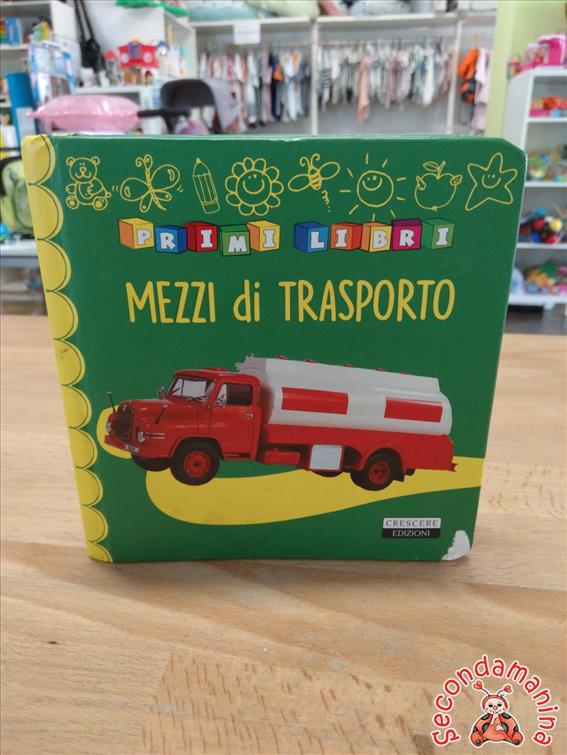 PRIMI LIBRI
MEZZI di TRASPORTO
CRESCERE
EDIZIONI
Secondamanina